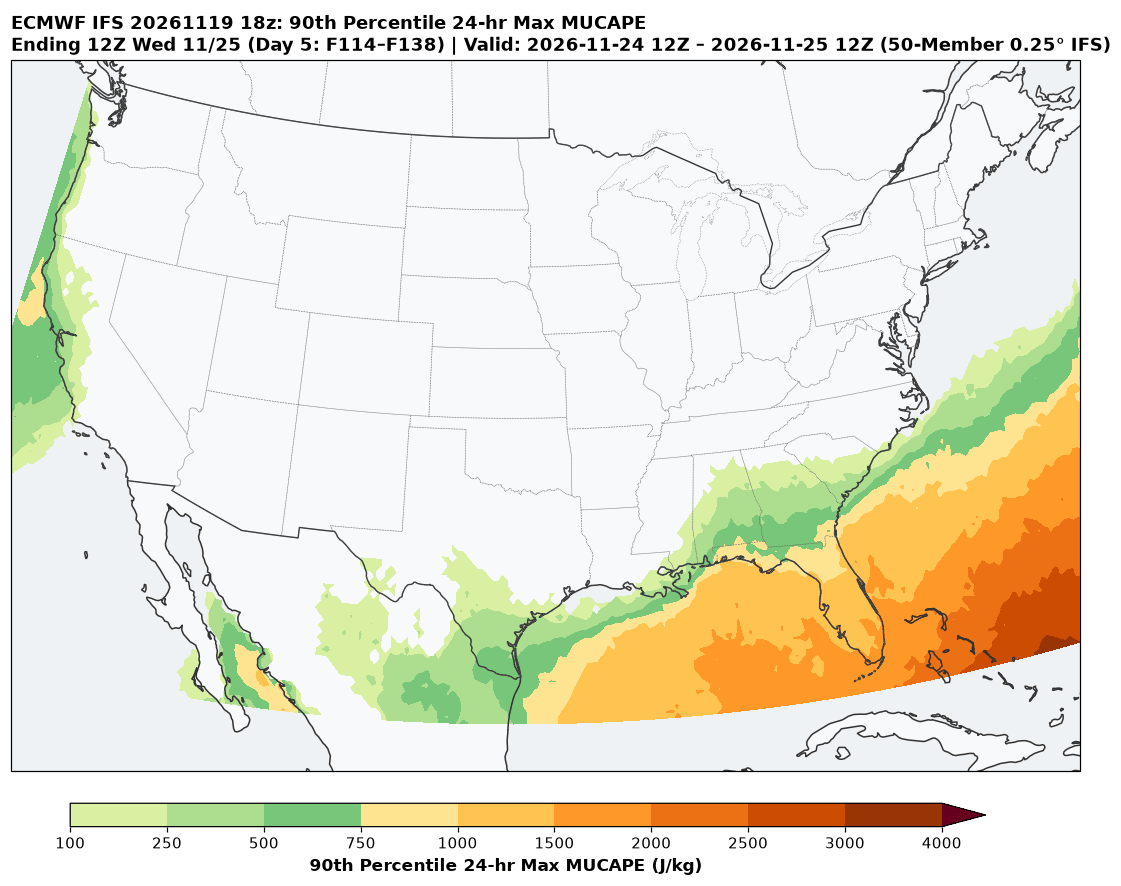 ECMWF IFS 20261119 18z: 90th Percentile 24-hr Max MUCAPE
Ending 12Z Wed 11/25 (Day 5: F114–F138) | Valid: 2026-11-24 12Z – 2026-11-25 12Z (50-Member 0.25° IFS)
100 250 500 750 1000 1500 2000 2500 3000 4000
90th Percentile 24-hr Max MUCAPE (J/kg)